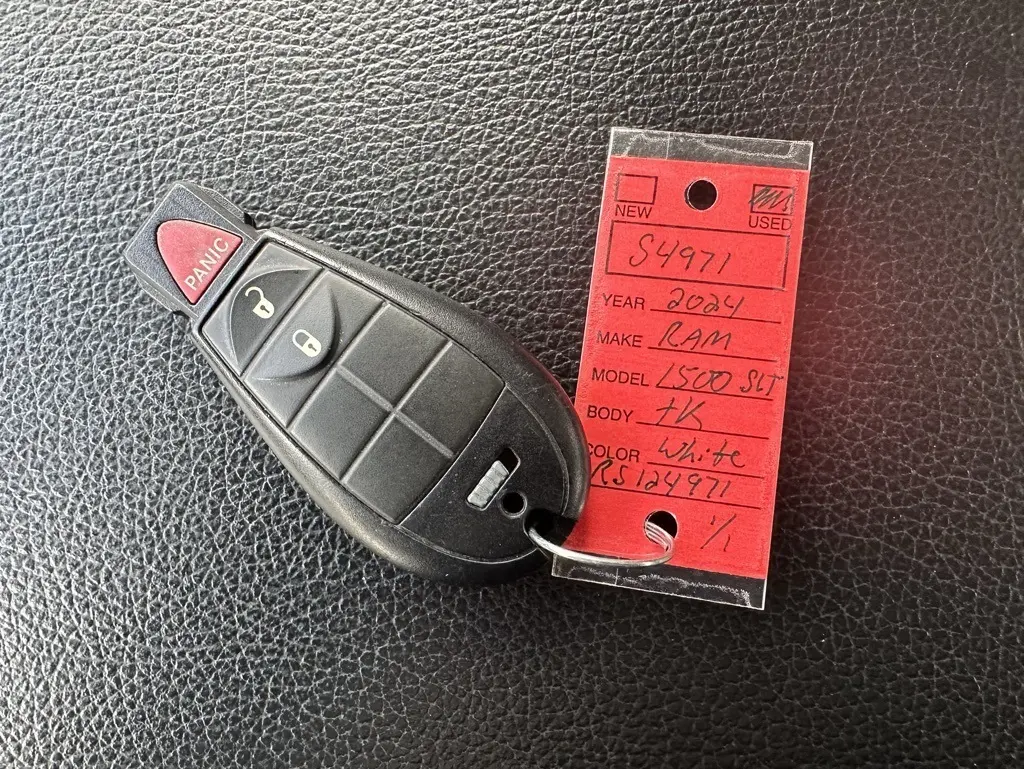 PANIC
NEW USED
S4971
YEAR 2024
MAKE RAM
MODEL 1500 SLT
BODY TK
COLOR White
RS124971
1/1